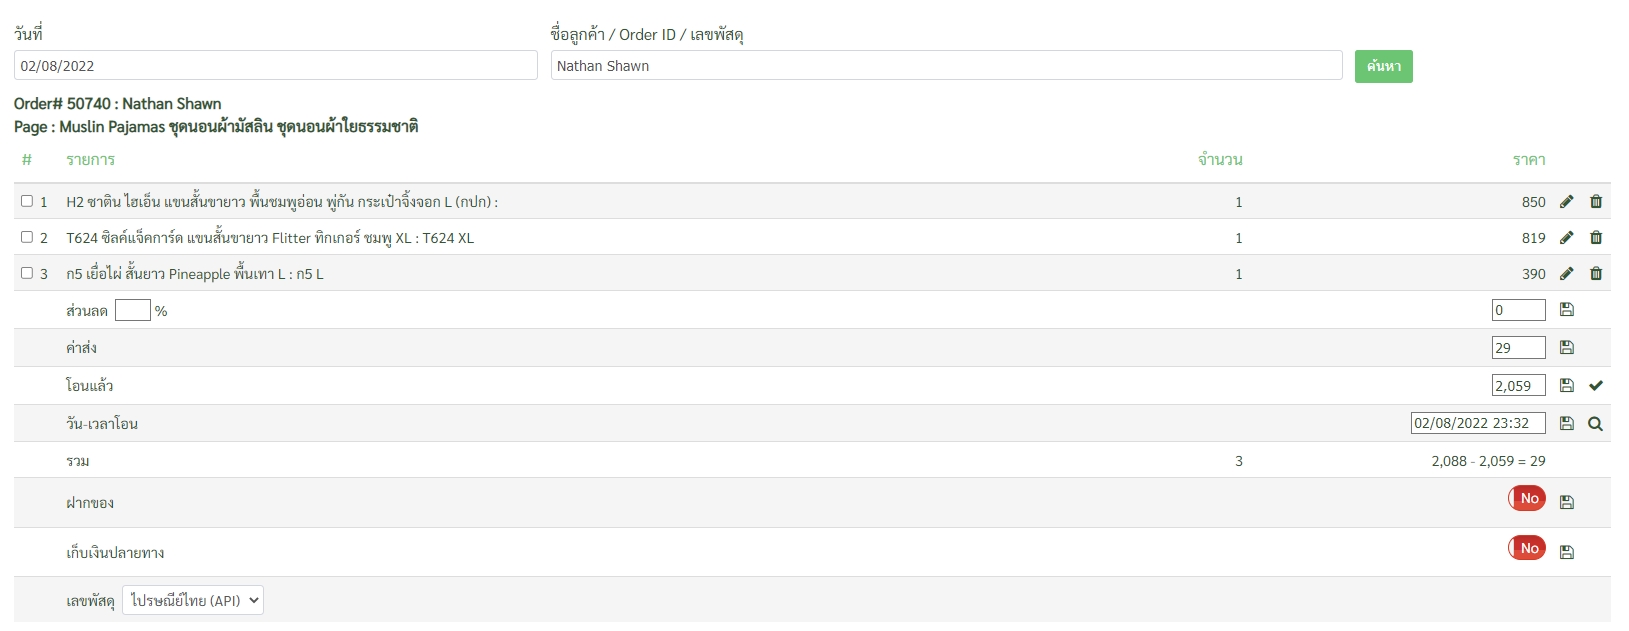 วันที่ ชื่อลูกค้า / Order ID / เลขพัสดุ
02/08/2022 Nathan Shawn ค้นหา
Order# 50740 : Nathan Shawn
Page : Muslin Pajamas ชุดนอนผ้ามัสลิน ชุดนอนผ้าใยธรรมชาติ
# รายการ จำนวน ราคา
1 H2 ซาติน ไฮเอ็น แขนสั้นขายาว พื้นชมพูอ่อน พู่กัน กระเป๋าจิ้งจอก L (กปก) : 1 850
2 T624 ซิลค์แจ็คการ์ด แขนสั้นขายาว Flitter ทิกเกอร์ ชมพู XL : T624 XL 1 819
3 ก5 เยื่อไผ่ สั้นยาว Pineapple พื้นเทา L : ก5 L 1 390
ส่วนลด % 0
ค่าส่ง 29
โอนแล้ว 2,059
วัน-เวลาโอน 02/08/2022 23:32
รวม 3 2,088 - 2,059 = 29
ฝากของ No
เก็บเงินปลายทาง No
เลขพัสดุ ไปรษณีย์ไทย (API)